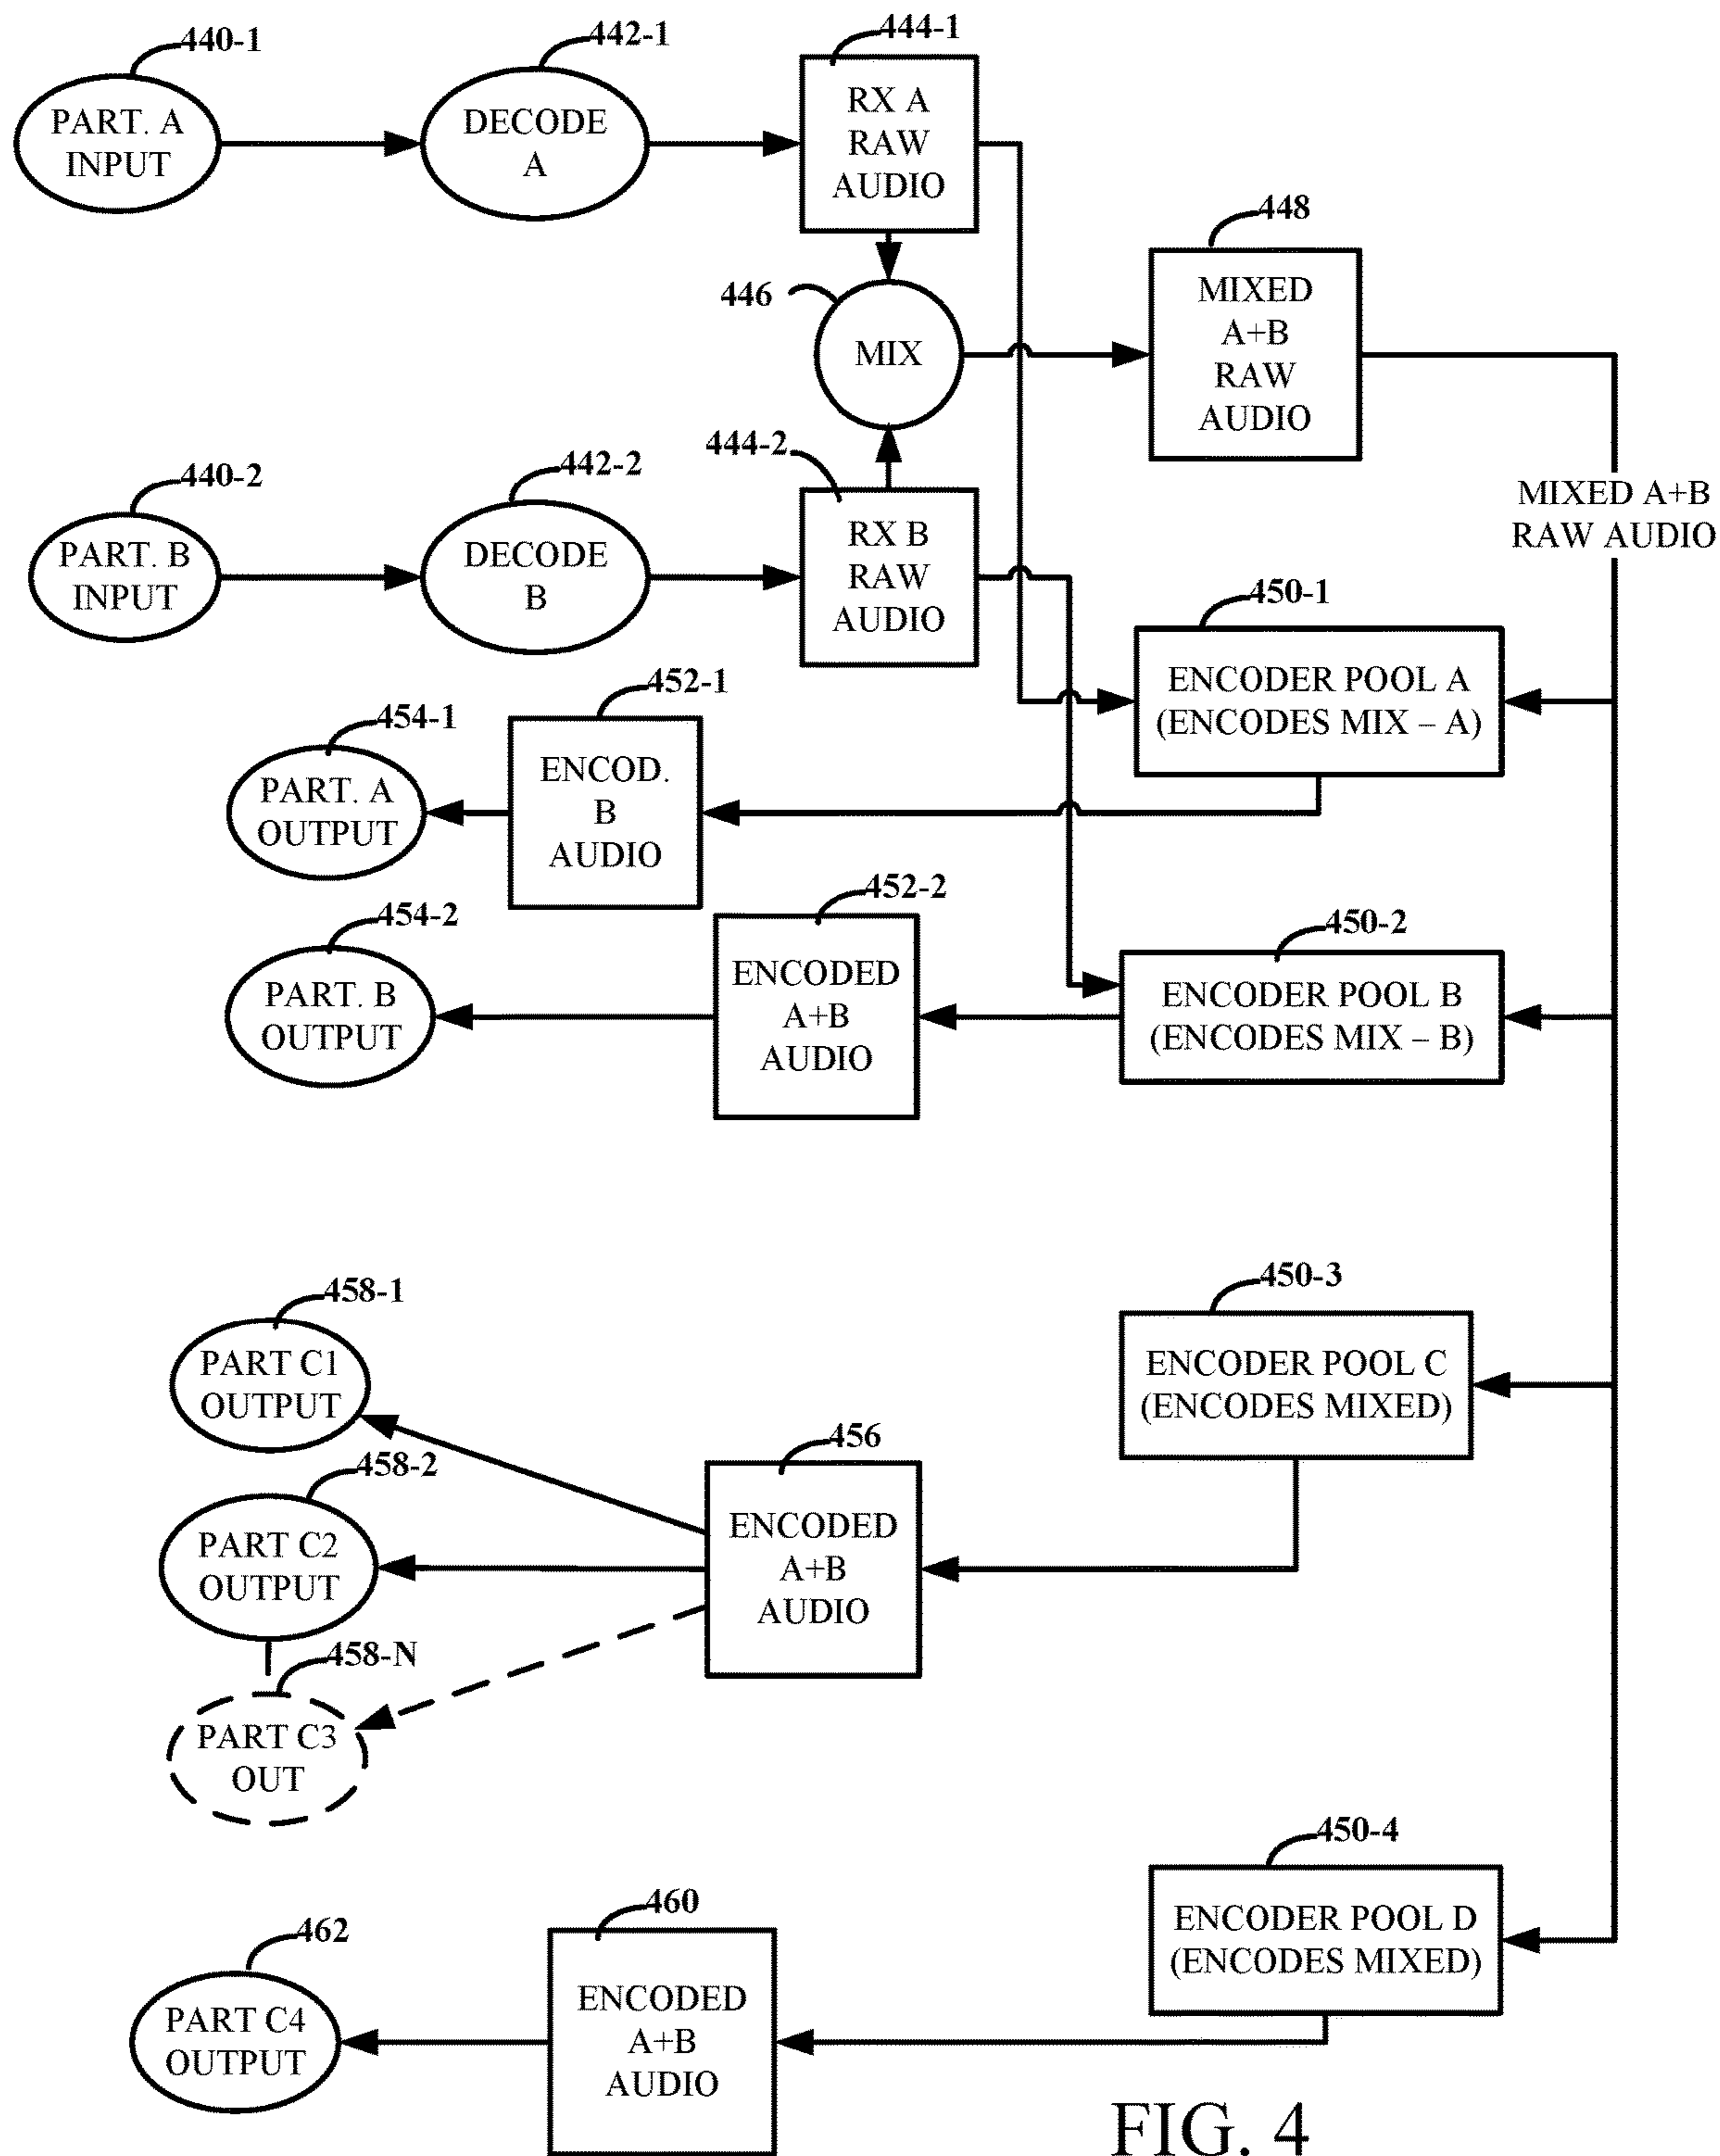 440-1
442-1
444-1
PART. A
INPUT
DECODE
A
RX A
RAW
AUDIO
448
446
MIX
MIXED
A+B
RAW
AUDIO
444-2
440-2
442-2
PART. B
INPUT
DECODE
B
RX B
RAW
AUDIO
MIXED A+B
RAW AUDIO
450-1
ENCODER POOL A
(ENCODES MIX – A)
452-1
454-1
PART. A
OUTPUT
ENCOD.
B
AUDIO
452-2
454-2
PART. B
OUTPUT
ENCODED
A+B
AUDIO
450-2
ENCODER POOL B
(ENCODES MIX – B)
450-3
ENCODER POOL C
(ENCODES MIXED)
458-1
PART C1
OUTPUT
456
458-2
PART C2
OUTPUT
ENCODED
A+B
AUDIO
458-N
PART C3
OUT
450-4
ENCODER POOL D
(ENCODES MIXED)
460
462
PART C4
OUTPUT
ENCODED
A+B
AUDIO
FIG. 4